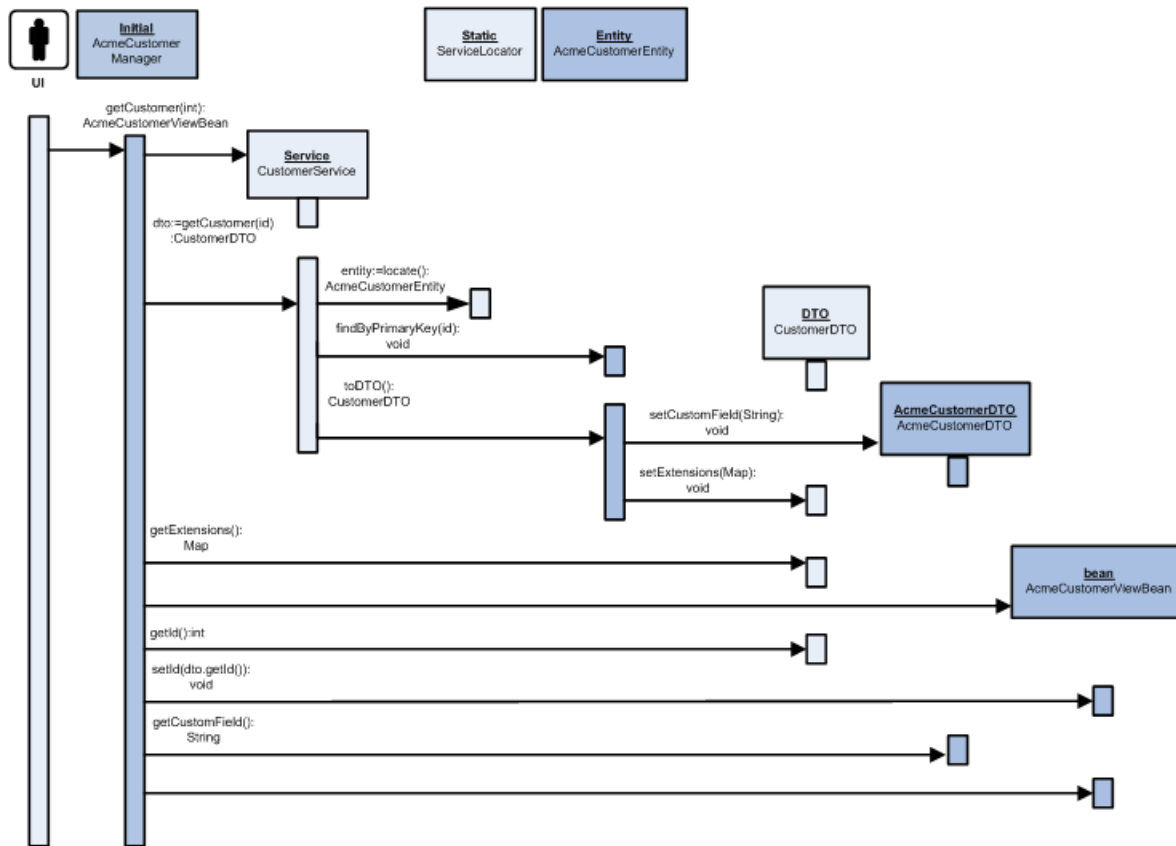 Initial
AcmeCustomer
Manager
Static
ServiceLocator
Entity
AcmeCustomerEntity
UI
getCustomer(int):
AcmeCustomerViewBean
Service
CustomerService
dto:=getCustomer(id)
:CustomerDTO
entity:=locate():
AcmeCustomerEntity
DTO
CustomerDTO
findByPrimaryKey(id):
void
toDTO():
CustomerDTO
setCustomField(String):
void
AcmeCustomerDTO
AcmeCustomerDTO
setExtensions(Map):
void
getExtensions():
Map
bean
AcmeCustomerViewBean
getId():int
setId(dto.getId()):
void
getCustomField():
String